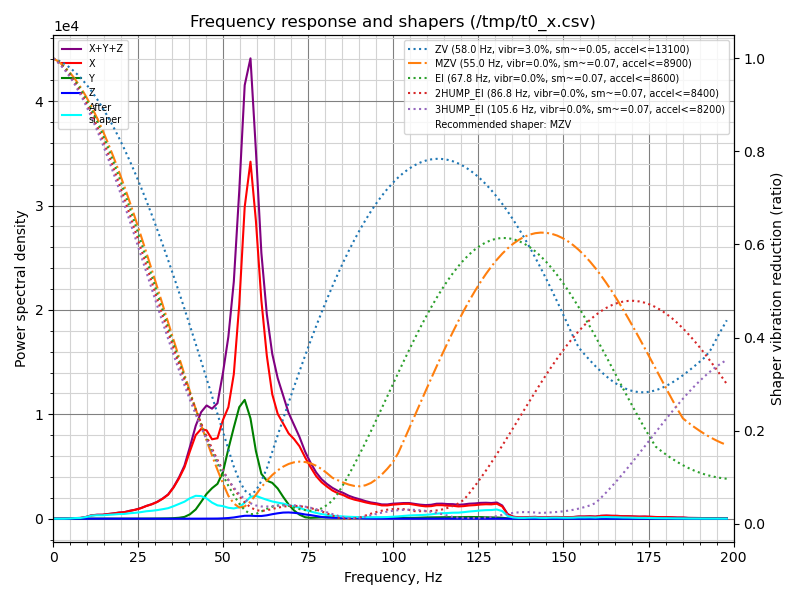 Frequency response and shapers (/tmp/t0_x.csv)
1e4
X+Y+Z
X
Y
Z
After
shaper
ZV (58.0 Hz, vibr=3.0%, sm~=0.05, accel<=13100)
MZV (55.0 Hz, vibr=0.0%, sm~=0.07, accel<=8900)
EI (67.8 Hz, vibr=0.0%, sm~=0.07, accel<=8600)
2HUMP_EI (86.8 Hz, vibr=0.0%, sm~=0.07, accel<=8400)
3HUMP_EI (105.6 Hz, vibr=0.0%, sm~=0.07, accel<=8200)
Recommended shaper: MZV
Power spectral density
4
3
2
1
0
1.0
0.8
0.6
0.4
0.2
0.0
Shaper vibration reduction (ratio)
0 25 50 75 100 125 150 175 200
Frequency, Hz